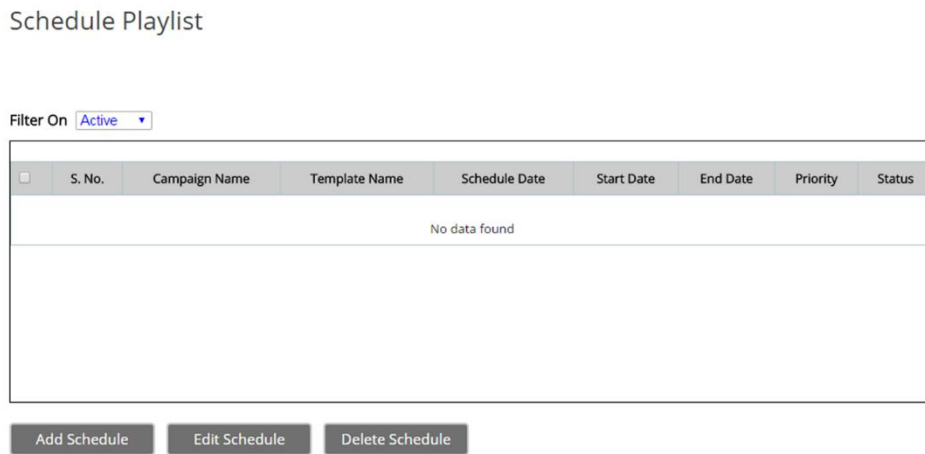 Schedule Playlist
Filter On Active
S. No. Campaign Name Template Name Schedule Date Start Date End Date Priority Status
No data found
Add Schedule Edit Schedule Delete Schedule